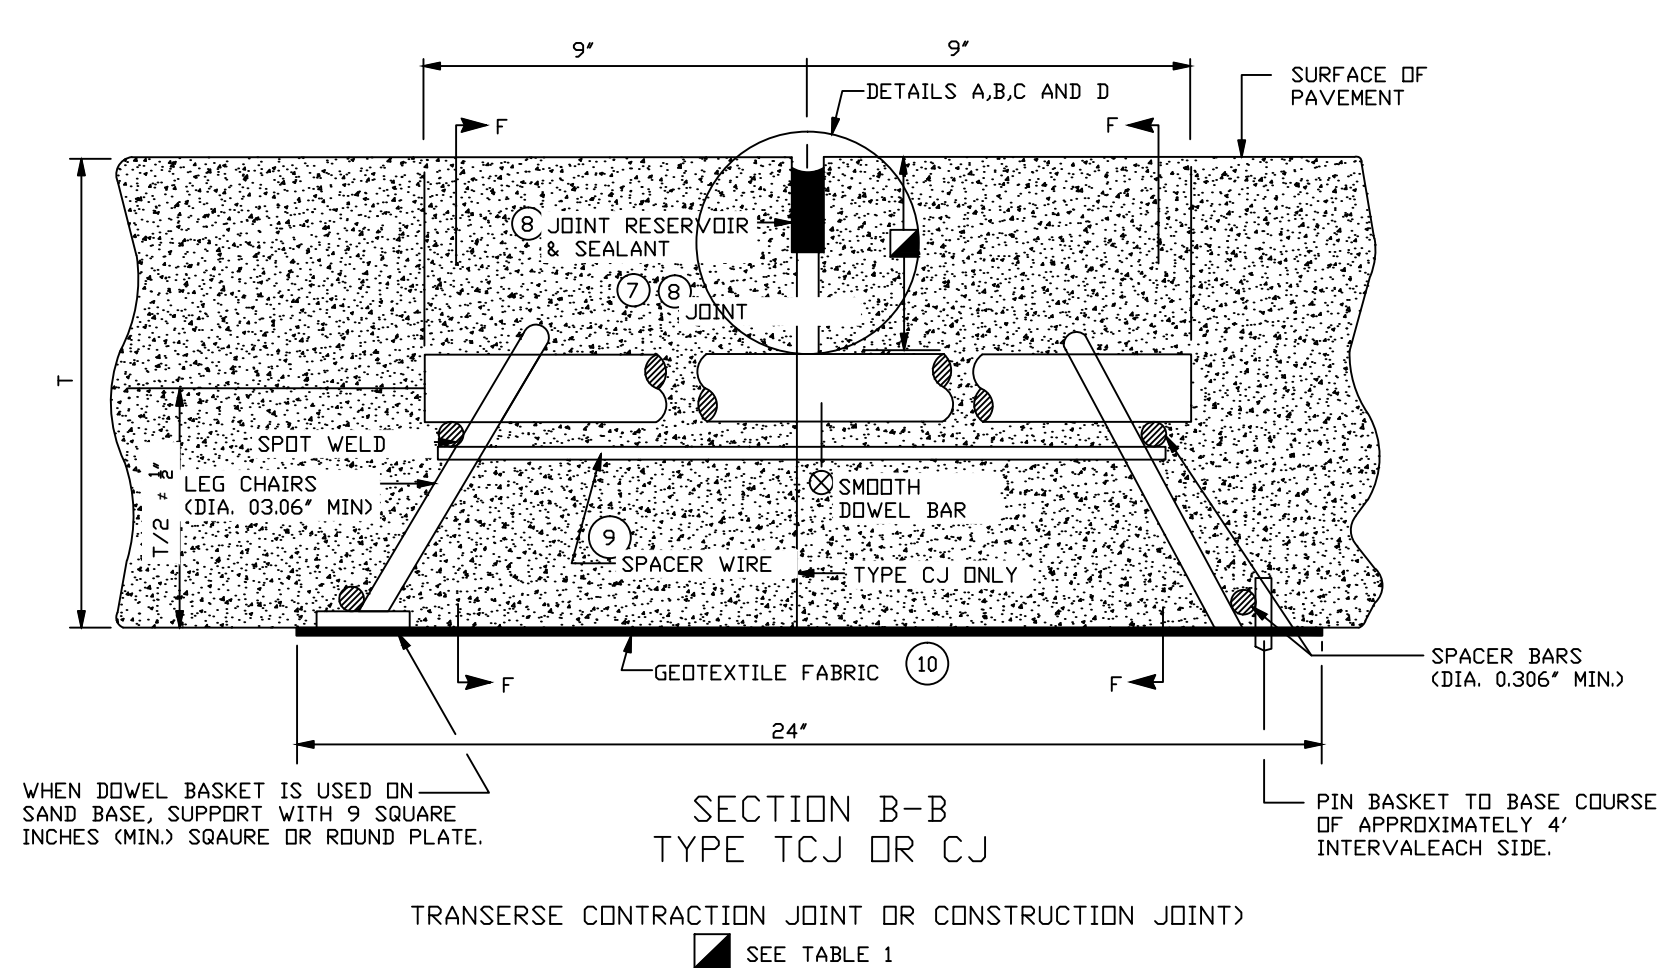 9"
9"
DETAILS A,B,C AND D
SURFACE OF
PAVEMENT
F
F
8
JOINT RESERVOIR
& SEALANT
7
8
JOINT
T
SPOT WELD
T/2 ± 1/2"
LEG CHAIRS
(DIA. 03.06" MIN)
SMOOTH
DOWEL BAR
9
SPACER WIRE
TYPE CJ ONLY
GEOTEXTILE FABRIC
10
F
F
SPACER BARS
(DIA. 0.306" MIN.)
24"
WHEN DOWEL BASKET IS USED ON
SAND BASE, SUPPORT WITH 9 SQUARE
INCHES (MIN.) SQAURE OR ROUND PLATE.
PIN BASKET TO BASE COURSE
OF APPROXIMATELY 4'
INTERVALEACH SIDE.
SECTION B-B
TYPE TCJ OR CJ
TRANSERSE CONTRACTION JOINT OR CONSTRUCTION JOINT)
SEE TABLE 1